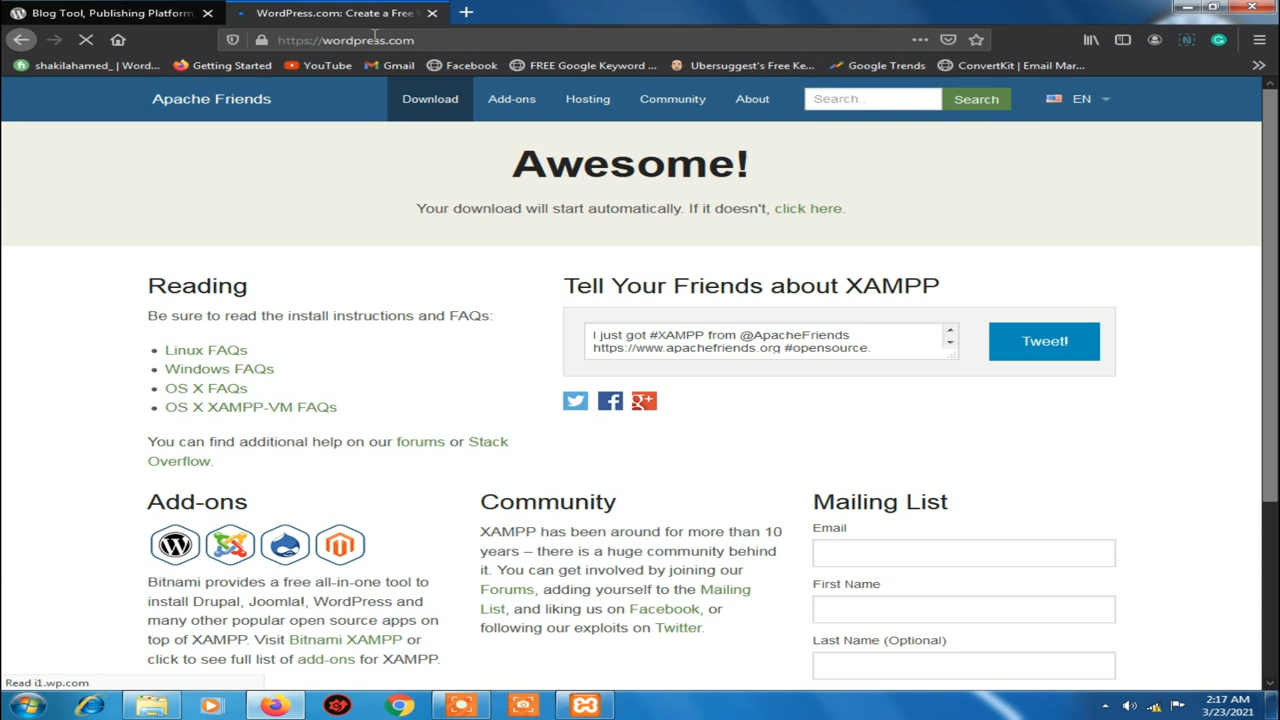 Blog Tool, Publishing Platform,
WordPress.com: Create a Free
https://wordpress.com
shakilahamed_ | Word...
Getting Started
YouTube
Gmail
Facebook
FREE Google Keyword ...
Ubersuggest's Free Ke...
Google Trends
ConvertKit | Email Mar...
Apache Friends
Download
Add-ons
Hosting
Community
About
Search..
Search
EN
Awesome!
Your download will start automatically. If it doesn't, click here.
Reading
Be sure to read the install instructions and FAQs:
• Linux FAQs
• Windows FAQs
• OS X FAQs
• OS X XAMPP-VM FAQs
You can find additional help on our forums or Stack
Overflow.
Tell Your Friends about XAMPP
I just got #XAMPP from @ApacheFriends
https://www.apachefriends.org #opensource.
Tweet!
Add-ons
Bitnami provides a free all-in-one tool to
install Drupal, Joomla!, WordPress and
many other popular open source apps on
top of XAMPP. Visit Bitnami XAMPP or
click to see full list of add-ons for XAMPP.
Community
XAMPP has been around for more than 10
years – there is a huge community behind
it. You can get involved by joining our
Forums, adding yourself to the Mailing
List, and liking us on Facebook, or
following our exploits on Twitter.
Mailing List
Email
First Name
Last Name (Optional)
Read i1.wp.com
2:17 AM
3/23/2021